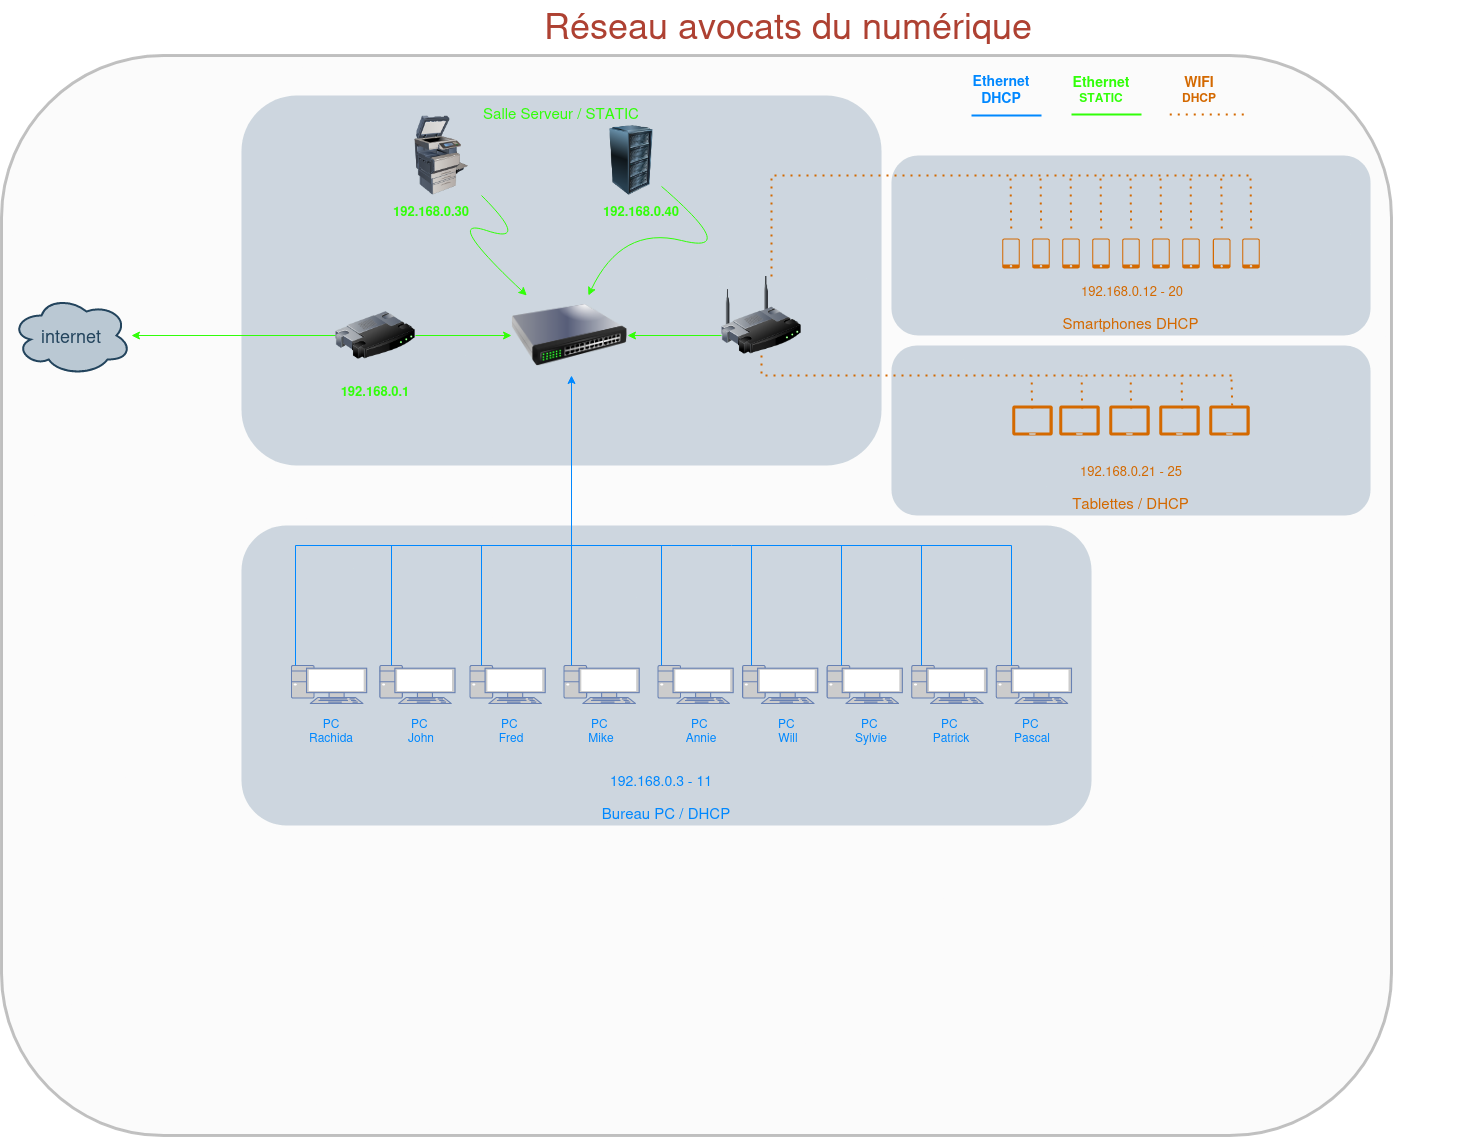 Réseau avocats du numérique
Ethernet
DHCP
Ethernet
STATIC
WIFI
DHCP
Salle Serveur / STATIC
192.168.0.30
192.168.0.40
internet
192.168.0.1
192.168.0.12 - 20
Smartphones DHCP
192.168.0.21 - 25
Tablettes / DHCP
PC
Rachida
PC
John
PC
Fred
PC
Mike
PC
Annie
PC
Will
PC
Sylvie
PC
Patrick
PC
Pascal
192.168.0.3 - 11
Bureau PC / DHCP